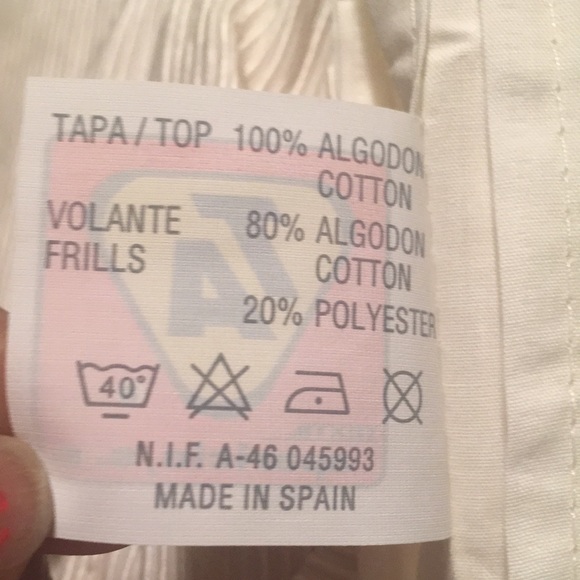 TAPA / TOP 100% ALGODON
COTTON
VOLANTE 80% ALGODON
FRILLS COTTON
20% POLYESTER
40°
N.I.F. A-46 045993
MADE IN SPAIN